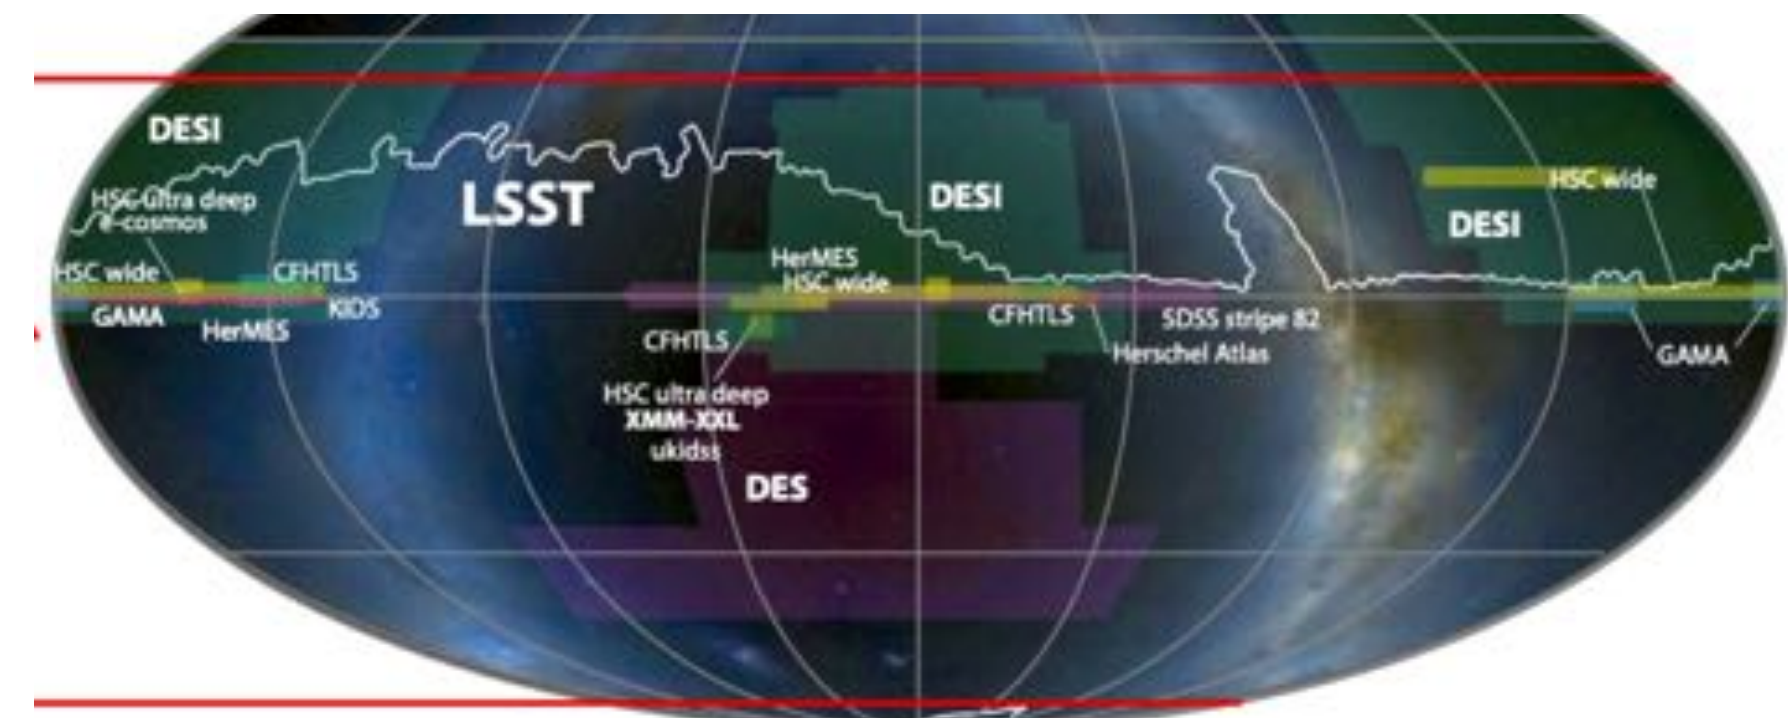 DESI
HSC-Ultra deep
e-cosmos
HSC wide
CFHTLS
GAMA
HerMES
KIDS
LSST
DESI
HerMES
HSC wide
CFHTLS
CFHTLS
SDSS stripe 82
Herschel Atlas
HSC ultra deep
XMM-XXL
ukidss
DES
HSC wide
DESI
GAMA